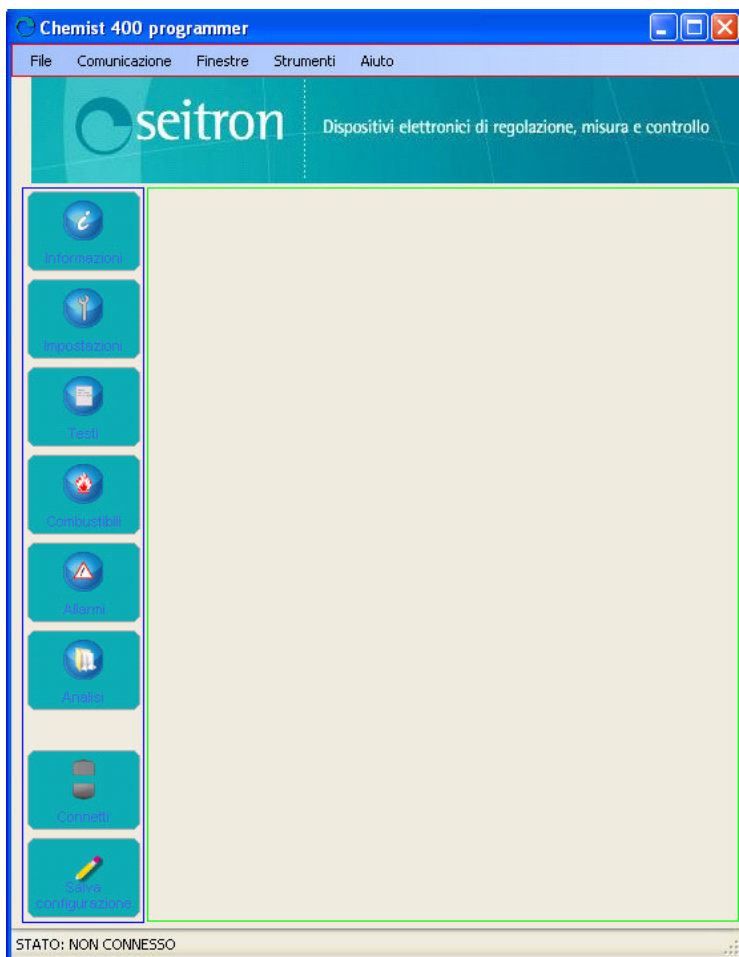 Chemist 400 programmer
File Comunicazione Finestre Strumenti Aiuto
seitron Dispositivi elettronici di regolazione, misura e controllo
Informazioni
Impostazioni
Testi
Combustibili
Allarmi
Analisi
Connetti
Salva
configurazione
STATO: NON CONNESSO